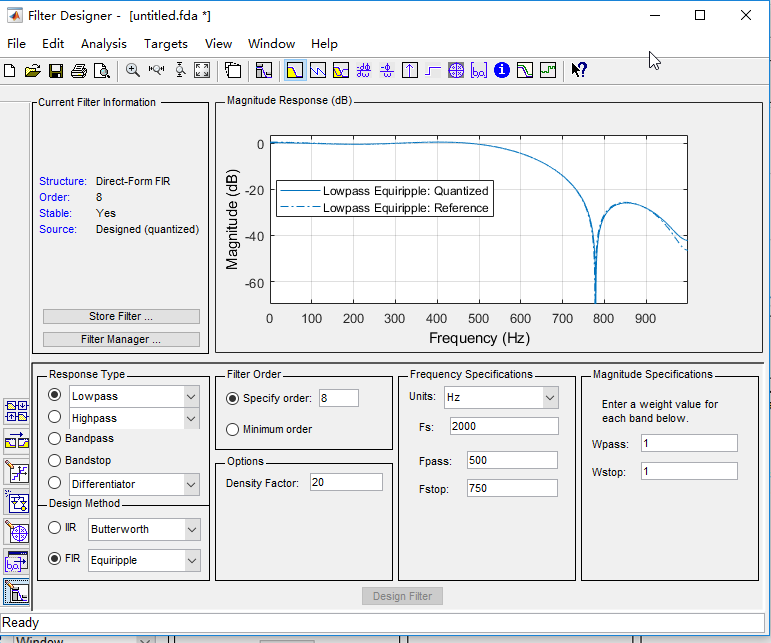 Filter Designer - [untitled.fda *]
File Edit Analysis Targets View Window Help
Current Filter Information
Structure: Direct-Form FIR
Order: 8
Stable: Yes
Source: Designed (quantized)
Store Filter ...
Filter Manager ...
Magnitude Response (dB)
Magnitude (dB)
0
-20
-40
-60
Lowpass Equiripple: Quantized
Lowpass Equiripple: Reference
0 100 200 300 400 500 600 700 800 900
Frequency (Hz)
Response Type
Lowpass
Highpass
Bandpass
Bandstop
Differentiator
Design Method
IIR Butterworth
FIR Equiripple
Filter Order
Specify order: 8
Minimum order
Options
Density Factor: 20
Frequency Specifications
Units: Hz
Fs: 2000
Fpass: 500
Fstop: 750
Magnitude Specifications
Enter a weight value for
each band below.
Wpass: 1
Wstop: 1
Design Filter
Ready
Window